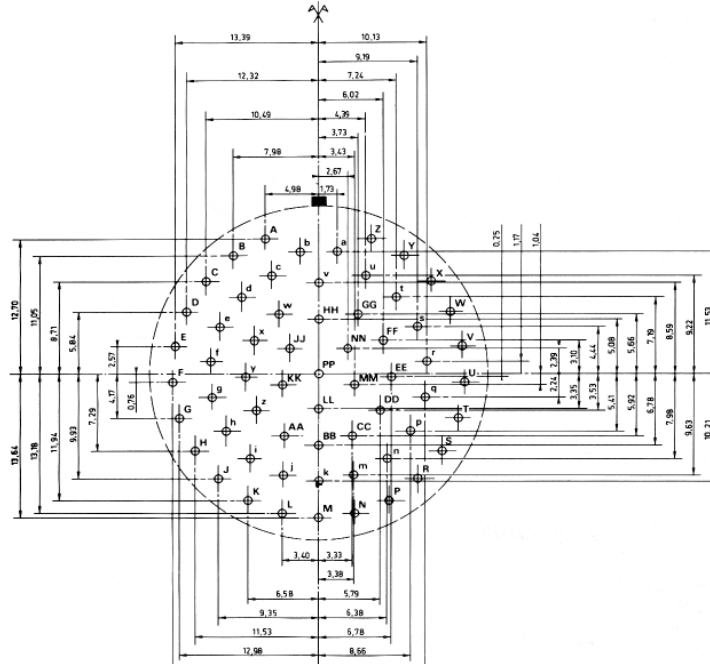 13,39 10,13
9,19
12,32 7,24
6,02
10,49 4,39
3,73
7,98 3,43
2,67
4,98 1,73
A Z
B b a Y
C c v u X
D d t
w HH GG W
e s
E x JJ NN FF V
f r
F y PP EE U
KK MM
g LL DD q
G z T
h AA CC p
H BB S
i n
J j k m R
K P
L M N
12,70
11,05
8,71
5,84
2,57
0,76
4,17
7,29
9,93
11,94
13,18
13,64
0,25
1,17
1,04
2,39
3,10
4,44
5,08
5,66
7,19
8,59
9,22
11,53
2,24
3,35
3,53
5,41
5,92
6,78
7,98
9,63
10,21
3,40 3,33
3,38
6,58 5,79
9,35 6,38
11,53 6,78
12,98 8,66